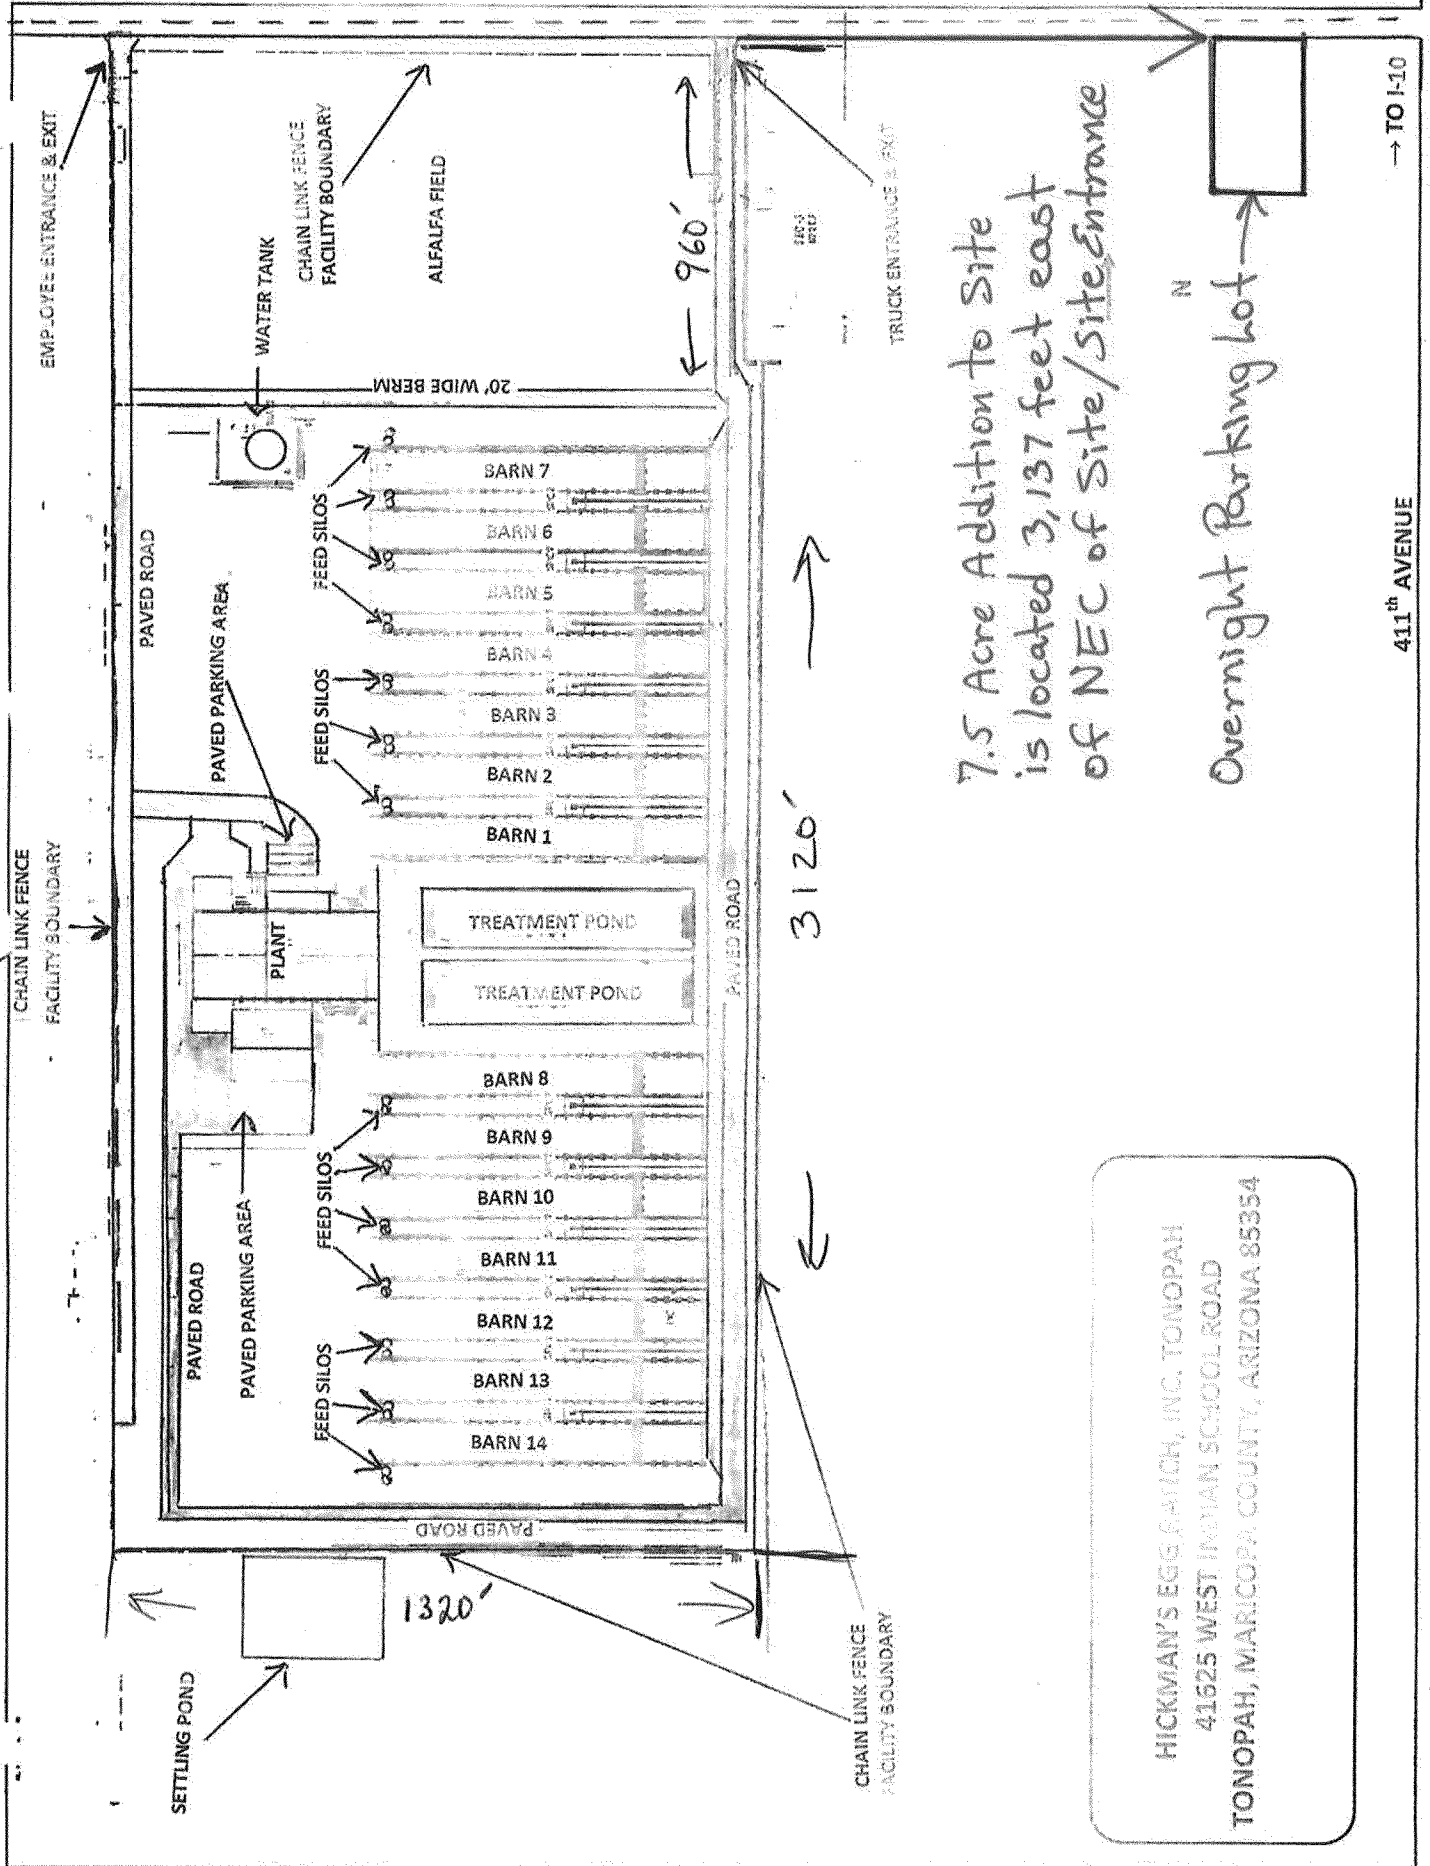 EMPLOYEE ENTRANCE & EXIT
WATER TANK
CHAIN LINK FENCE
FACILITY BOUNDARY
ALFALFA FIELD
960'
TRUCK ENTRANCE & EXIT
20' WIDE BERM
PAVED ROAD
PAVED PARKING AREA
FEED SILOS
FEED SILOS
BARN 7
BARN 6
BARN 5
BARN 4
BARN 3
BARN 2
BARN 1
CHAIN LINK FENCE
FACILITY BOUNDARY
PLANT
TREATMENT POND
TREATMENT POND
PAVED ROAD
3120'
BARN 8
BARN 9
BARN 10
BARN 11
BARN 12
BARN 13
BARN 14
FEED SILOS
FEED SILOS
PAVED ROAD
PAVED PARKING AREA
PAVED ROAD
SETTLING POND
1320'
CHAIN LINK FENCE
FACILITY BOUNDARY
7.5 Acre Addition to Site
is located 3,137 feet east
of NEC of Site/Site Entrance
N
Overnight Parking Lot
411th AVENUE
→ TO I-10
HICKMAN'S EGG RANCH, INC. TONOPAH
41625 WEST INDIAN SCHOOL ROAD
TONOPAH, MARICOPA COUNTY, ARIZONA 85354